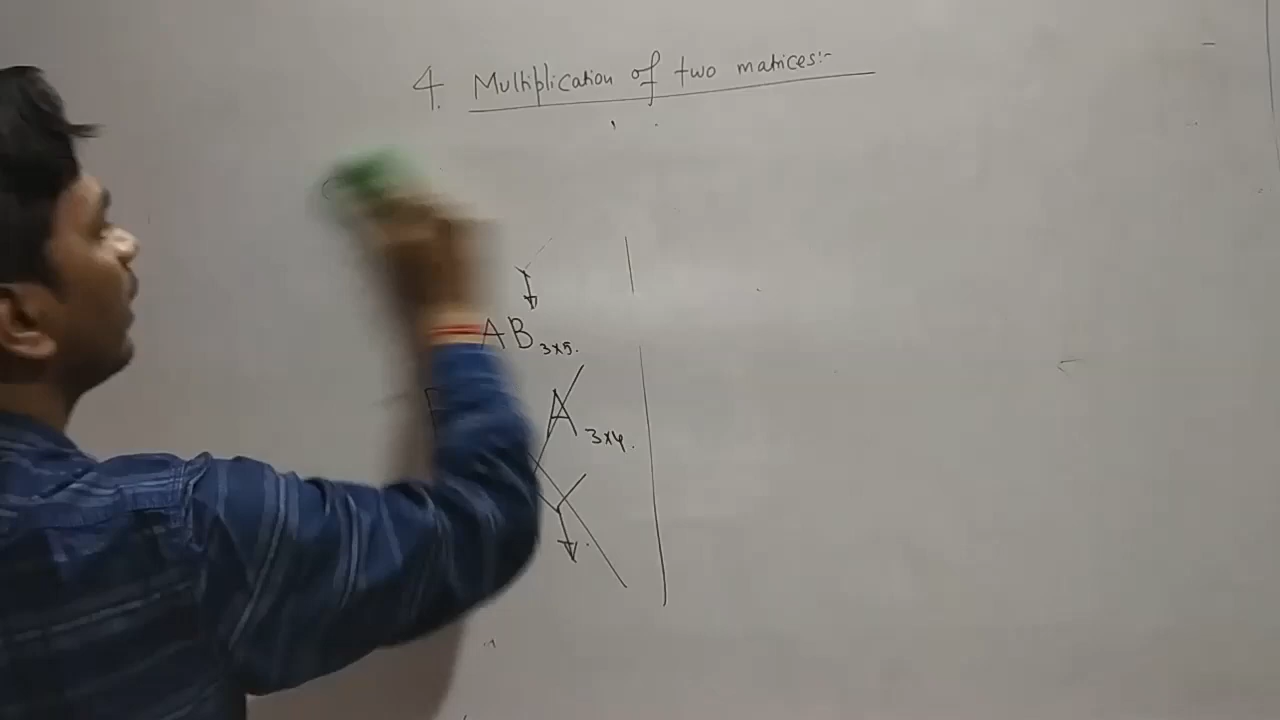 4. Multiplication of two matrices:-
AB 3x5.
A 3x4.